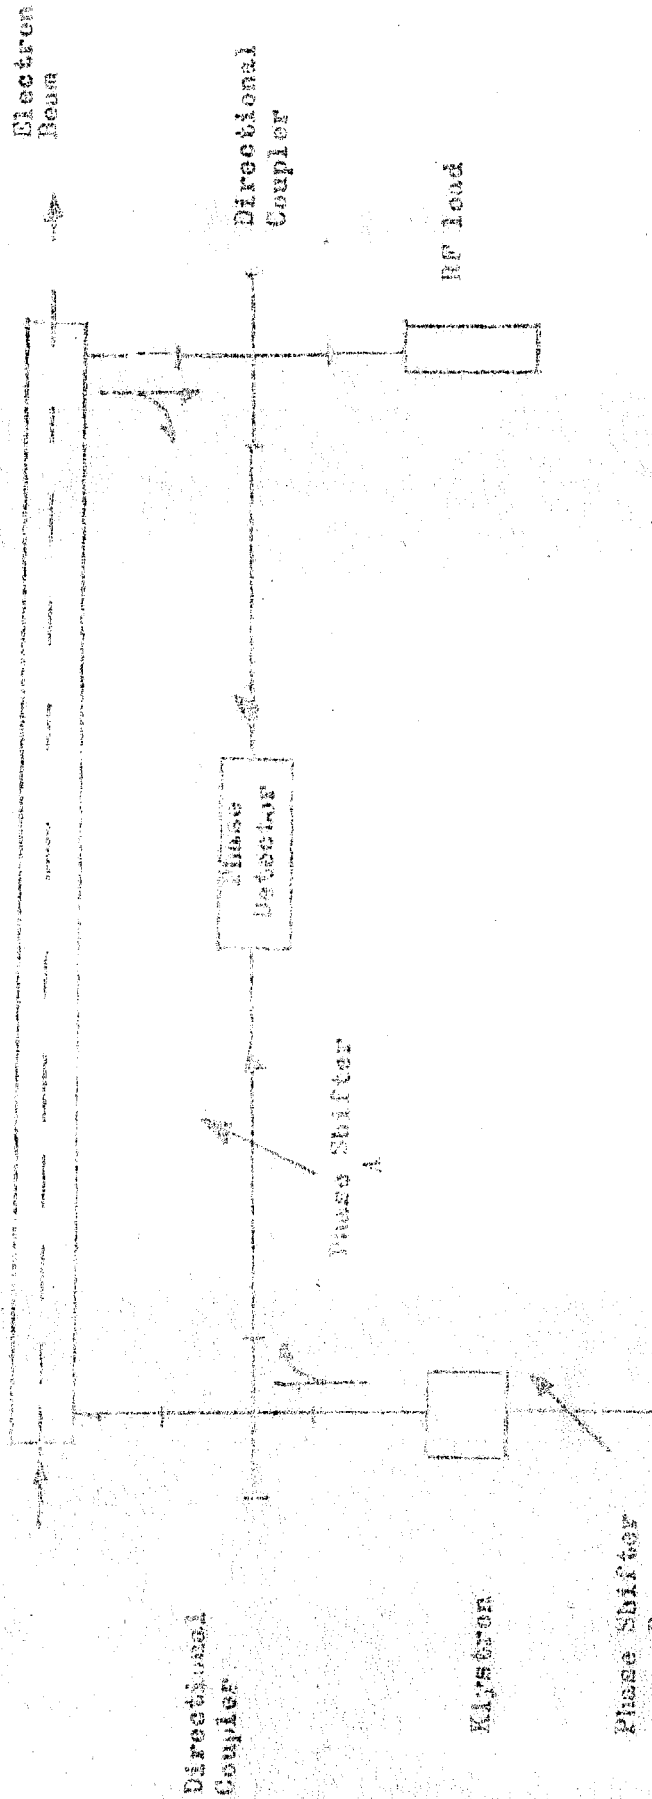 Electron
Beam
Directional
Coupler
RF load
Phase
Detector
Phase Shifter
A
Directional
Coupler
Klystron
Phase Shifter